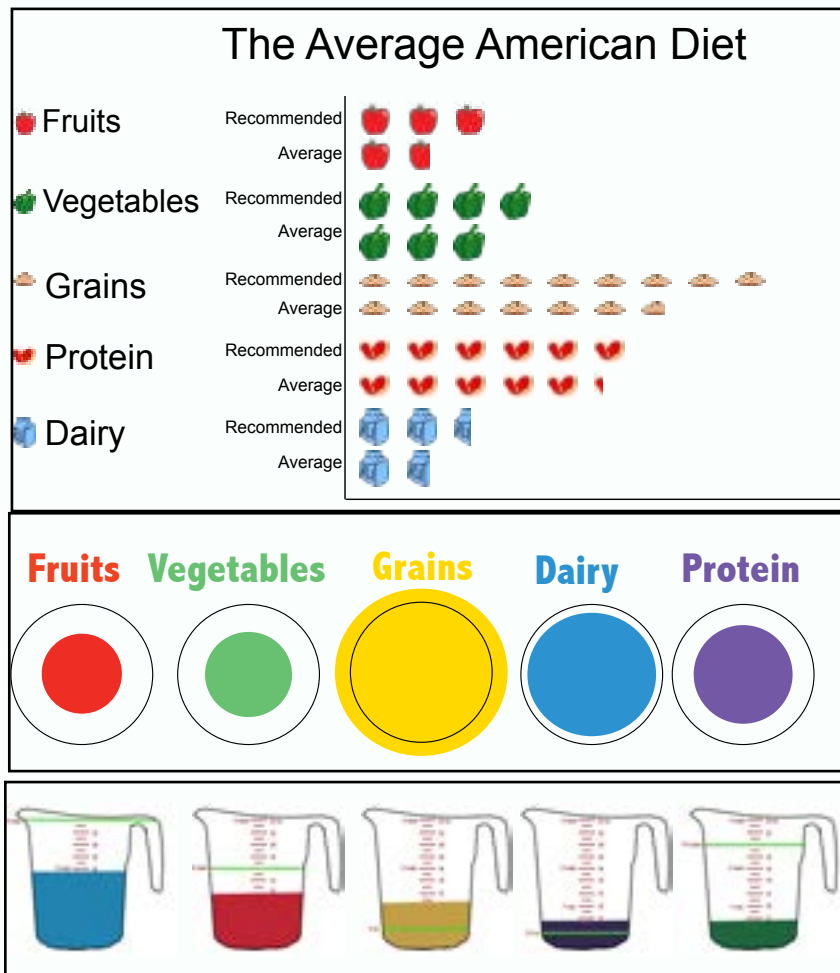 The Average American Diet
Fruits
Recommended
Average
Vegetables
Recommended
Average
Grains
Recommended
Average
Protein
Recommended
Average
Dairy
Recommended
Average
Fruits Vegetables Grains Dairy Protein